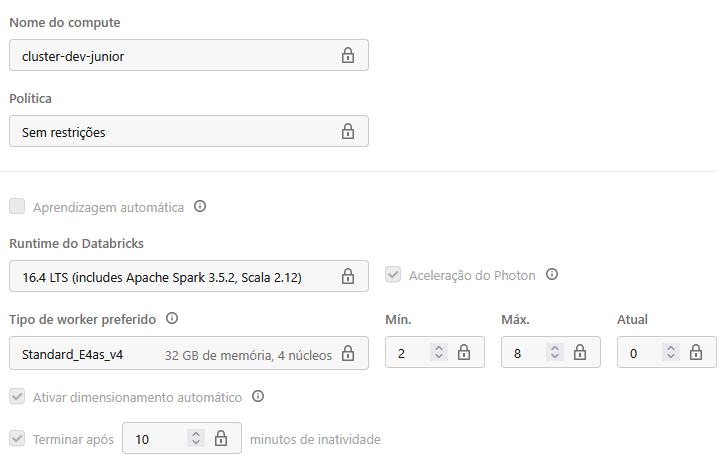 Nome do compute
cluster-dev-junior
Política
Sem restrições
Aprendizagem automática
Runtime do Databricks
16.4 LTS (includes Apache Spark 3.5.2, Scala 2.12)
Aceleração do Photon
Tipo de worker preferido Mín. Máx. Atual
Standard_E4as_v4 32 GB de memória, 4 núcleos 2 8 0
Ativar dimensionamento automático
Terminar após 10 minutos de inatividade